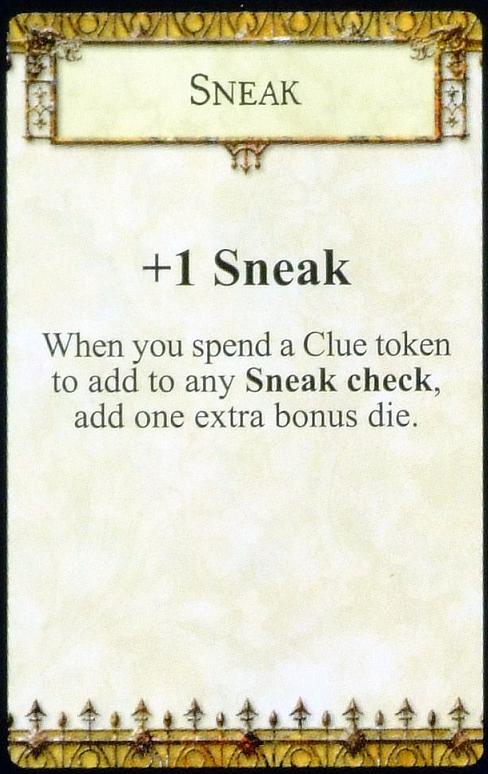 Sneak
+1 Sneak
When you spend a Clue token
to add to any Sneak check,
add one extra bonus die.